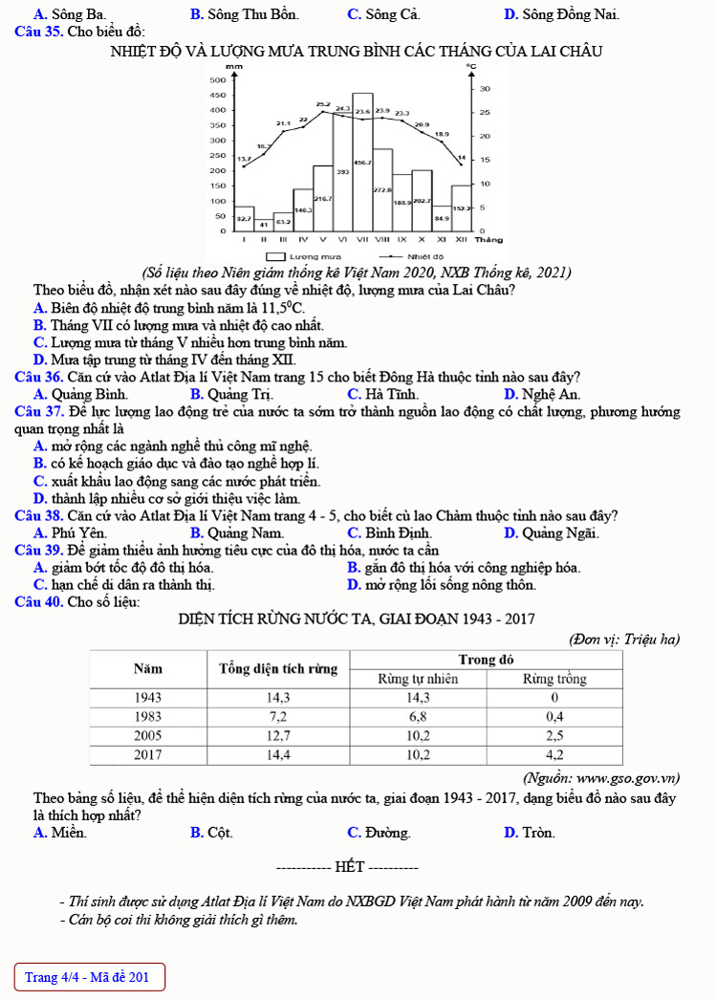 A. Sông Ba. B. Sông Thu Bồn. C. Sông Cả. D. Sông Đồng Nai.
Câu 35. Cho biểu đồ:
NHIỆT ĐỘ VÀ LƯỢNG MƯA TRUNG BÌNH CÁC THÁNG CỦA LAI CHÂU
mm °C
500
450 30
400 25
350 20
300
250 15
200
150 10
100 5
50
0 0
13.7 16.2 21.1 22 25.2 24.3 23.6 23.9 23.3 20.9 18.9 14
82.7 41 63.2 140.3 216.7 393 456.7 272.8 188.9 202.7 84.9 152.2
I II III IV V VI VII VIII IX X XI XII Tháng
Lượng mưa Nhiệt độ
(Số liệu theo Niên giám thống kê Việt Nam 2020, NXB Thống kê, 2021)
Theo biểu đồ, nhận xét nào sau đây đúng về nhiệt độ, lượng mưa của Lai Châu?
A. Biên độ nhiệt độ trung bình năm là 11,5⁰C.
B. Tháng VII có lượng mưa và nhiệt độ cao nhất.
C. Lượng mưa từ tháng V nhiều hơn trung bình năm.
D. Mưa tập trung từ tháng IV đến tháng XII.
Câu 36. Căn cứ vào Atlat Địa lí Việt Nam trang 15 cho biết Đông Hà thuộc tỉnh nào sau đây?
A. Quảng Bình. B. Quảng Trị. C. Hà Tĩnh. D. Nghệ An.
Câu 37. Để lực lượng lao động trẻ của nước ta sớm trở thành nguồn lao động có chất lượng, phương hướng
quan trọng nhất là
A. mở rộng các ngành nghề thủ công mĩ nghệ.
B. có kế hoạch giáo dục và đào tạo nghề hợp lí.
C. xuất khẩu lao động sang các nước phát triển.
D. thành lập nhiều cơ sở giới thiệu việc làm.
Câu 38. Căn cứ vào Atlat Địa lí Việt Nam trang 4 - 5, cho biết cù lao Chàm thuộc tỉnh nào sau đây?
A. Phú Yên. B. Quảng Nam. C. Bình Định. D. Quảng Ngãi.
Câu 39. Để giảm thiểu ảnh hưởng tiêu cực của đô thị hóa, nước ta cần
A. giảm bớt tốc độ đô thị hóa. B. gắn đô thị hóa với công nghiệp hóa.
C. hạn chế di dân ra thành thị. D. mở rộng lối sống nông thôn.
Câu 40. Cho số liệu:
DIỆN TÍCH RỪNG NƯỚC TA, GIAI ĐOẠN 1943 - 2017
(Đơn vị: Triệu ha)
Năm Tổng diện tích rừng Trong đó
Rừng tự nhiên Rừng trồng
1943 14,3 14,3 0
1983 7,2 6,8 0,4
2005 12,7 10,2 2,5
2017 14,4 10,2 4,2
(Nguồn: www.gso.gov.vn)
Theo bảng số liệu, để thể hiện diện tích rừng của nước ta, giai đoạn 1943 - 2017, dạng biểu đồ nào sau đây
là thích hợp nhất?
A. Miền. B. Cột. C. Đường. D. Tròn.
----------- HẾT ----------
- Thí sinh được sử dụng Atlat Địa lí Việt Nam do NXBGD Việt Nam phát hành từ năm 2009 đến nay.
- Cán bộ coi thi không giải thích gì thêm.
Trang 4/4 - Mã đề 201